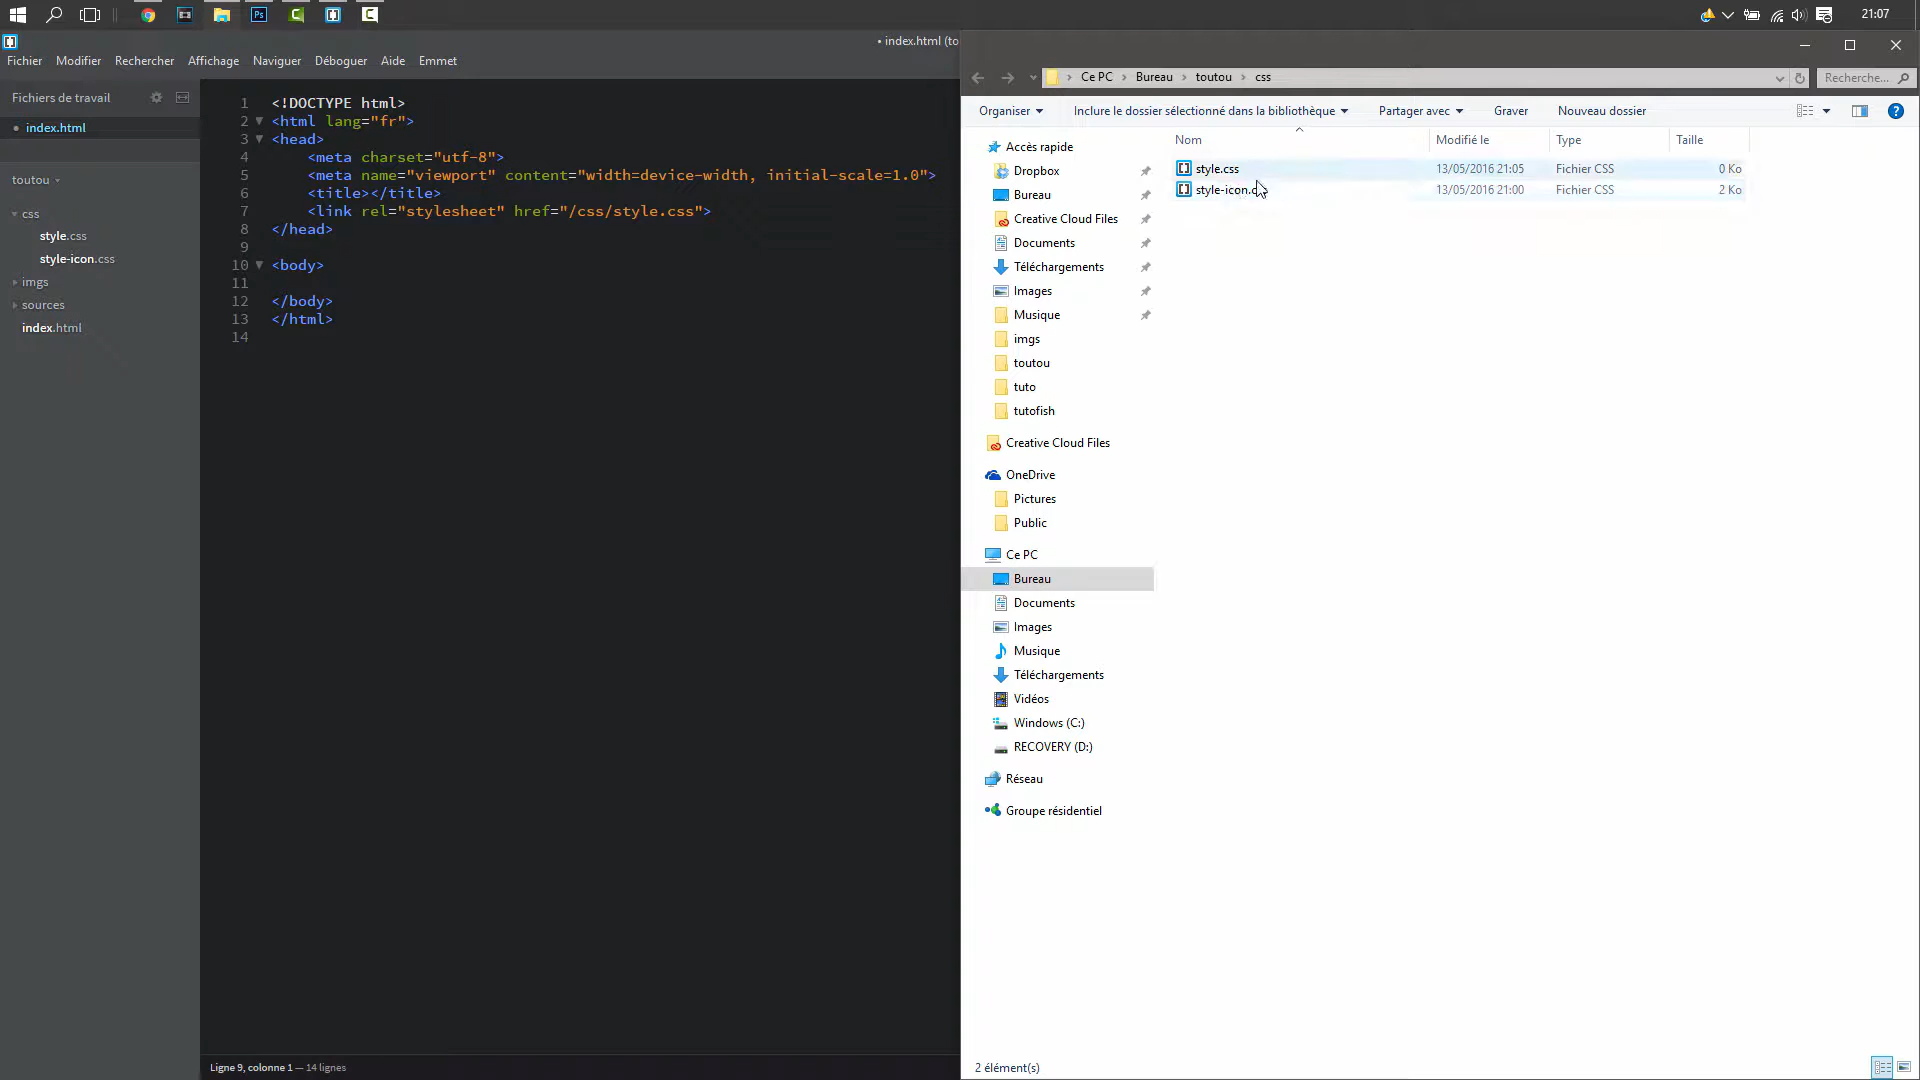 21:07
• index.html (to
Fichier Modifier Rechercher Affichage Naviguer Déboguer Aide Emmet
Fichiers de travail
• index.html
toutou
css
style.css
style-icon.css
imgs
sources
index.html
1 <!DOCTYPE html>
2 <html lang="fr">
3 <head>
4 <meta charset="utf-8">
5 <meta name="viewport" content="width=device-width, initial-scale=1.0">
6 <title></title>
7 <link rel="stylesheet" href="/css/style.css">
8 </head>
9
10 <body>
11
12 </body>
13 </html>
14
Ligne 9, colonne 1 — 14 lignes
Ce PC Bureau toutou css
Recherche...
Organiser Inclure le dossier sélectionné dans la bibliothèque Partager avec Graver Nouveau dossier
Accès rapide
Dropbox
Bureau
Creative Cloud Files
Documents
Téléchargements
Images
Musique
imgs
toutou
tuto
tutofish
Creative Cloud Files
OneDrive
Pictures
Public
Ce PC
Bureau
Documents
Images
Musique
Téléchargements
Vidéos
Windows (C:)
RECOVERY (D:)
Réseau
Groupe résidentiel
Nom Modifié le Type Taille
style.css 13/05/2016 21:05 Fichier CSS 0 Ko
style-icon.c 13/05/2016 21:00 Fichier CSS 2 Ko
2 élément(s)